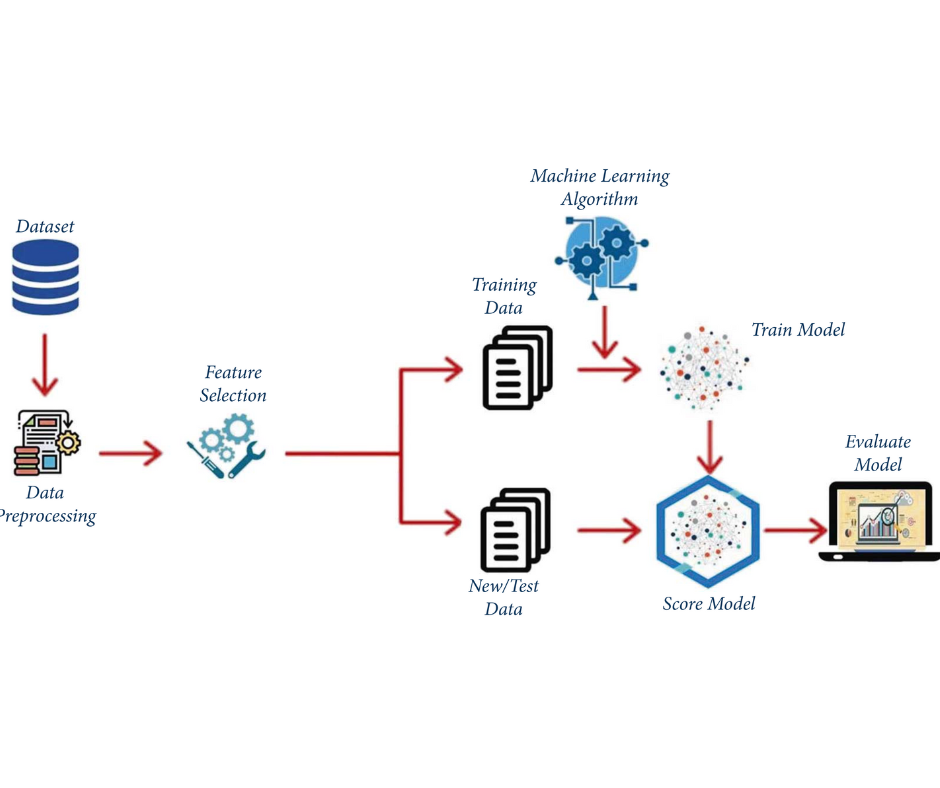 Dataset
Data
Preprocessing
Feature
Selection
Training
Data
Machine Learning
Algorithm
Train Model
New/Test
Data
Score Model
Evaluate
Model